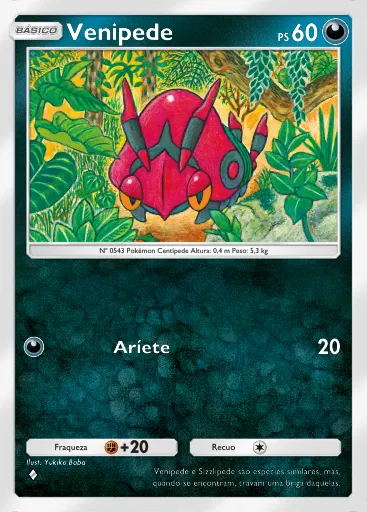 BÁSICO Venipede PS 60
Nº 0543 Pokémon Centípede Altura: 0,4 m Peso: 5,3 kg
Aríete 20
Fraqueza +20 Recuo
Ilust. Yukiko Baba
Venipede e Sizzlipede são espécies similares, mas,
quando se encontram, travam uma briga daquelas.